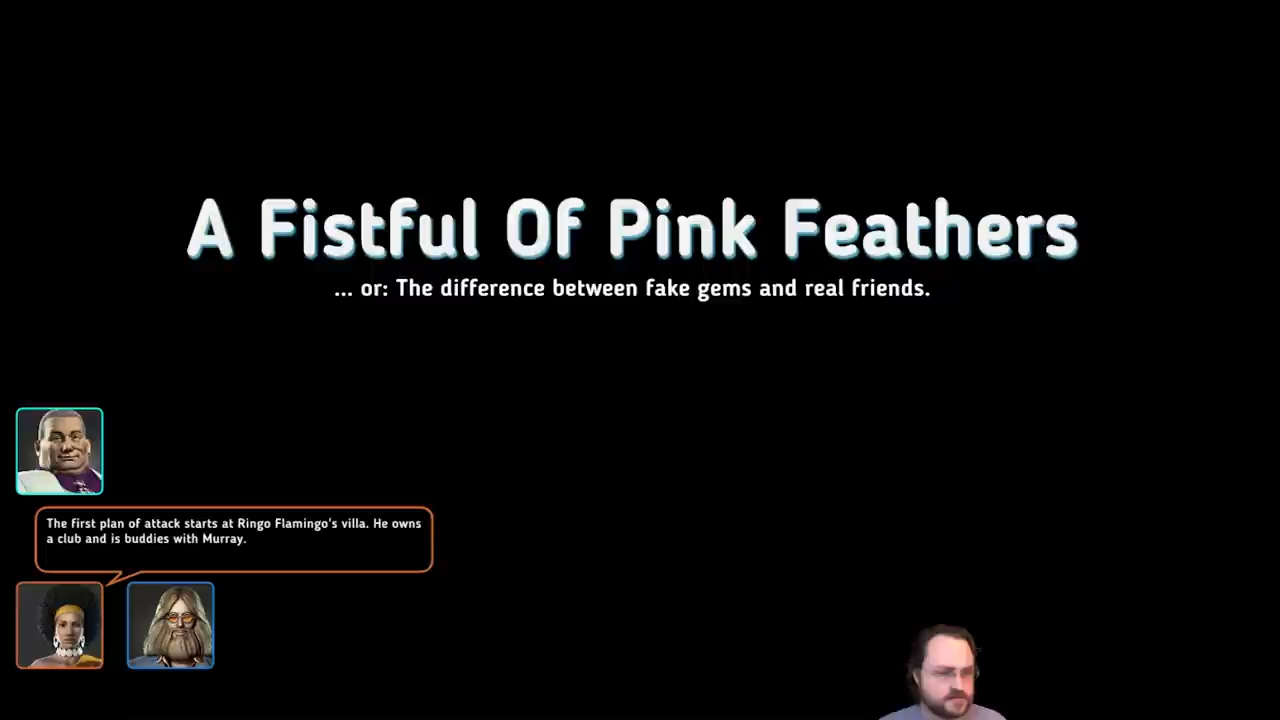 A Fistful Of Pink Feathers
... or: The difference between fake gems and real friends.
The first plan of attack starts at Ringo Flamingo's villa. He owns
a club and is buddies with Murray.